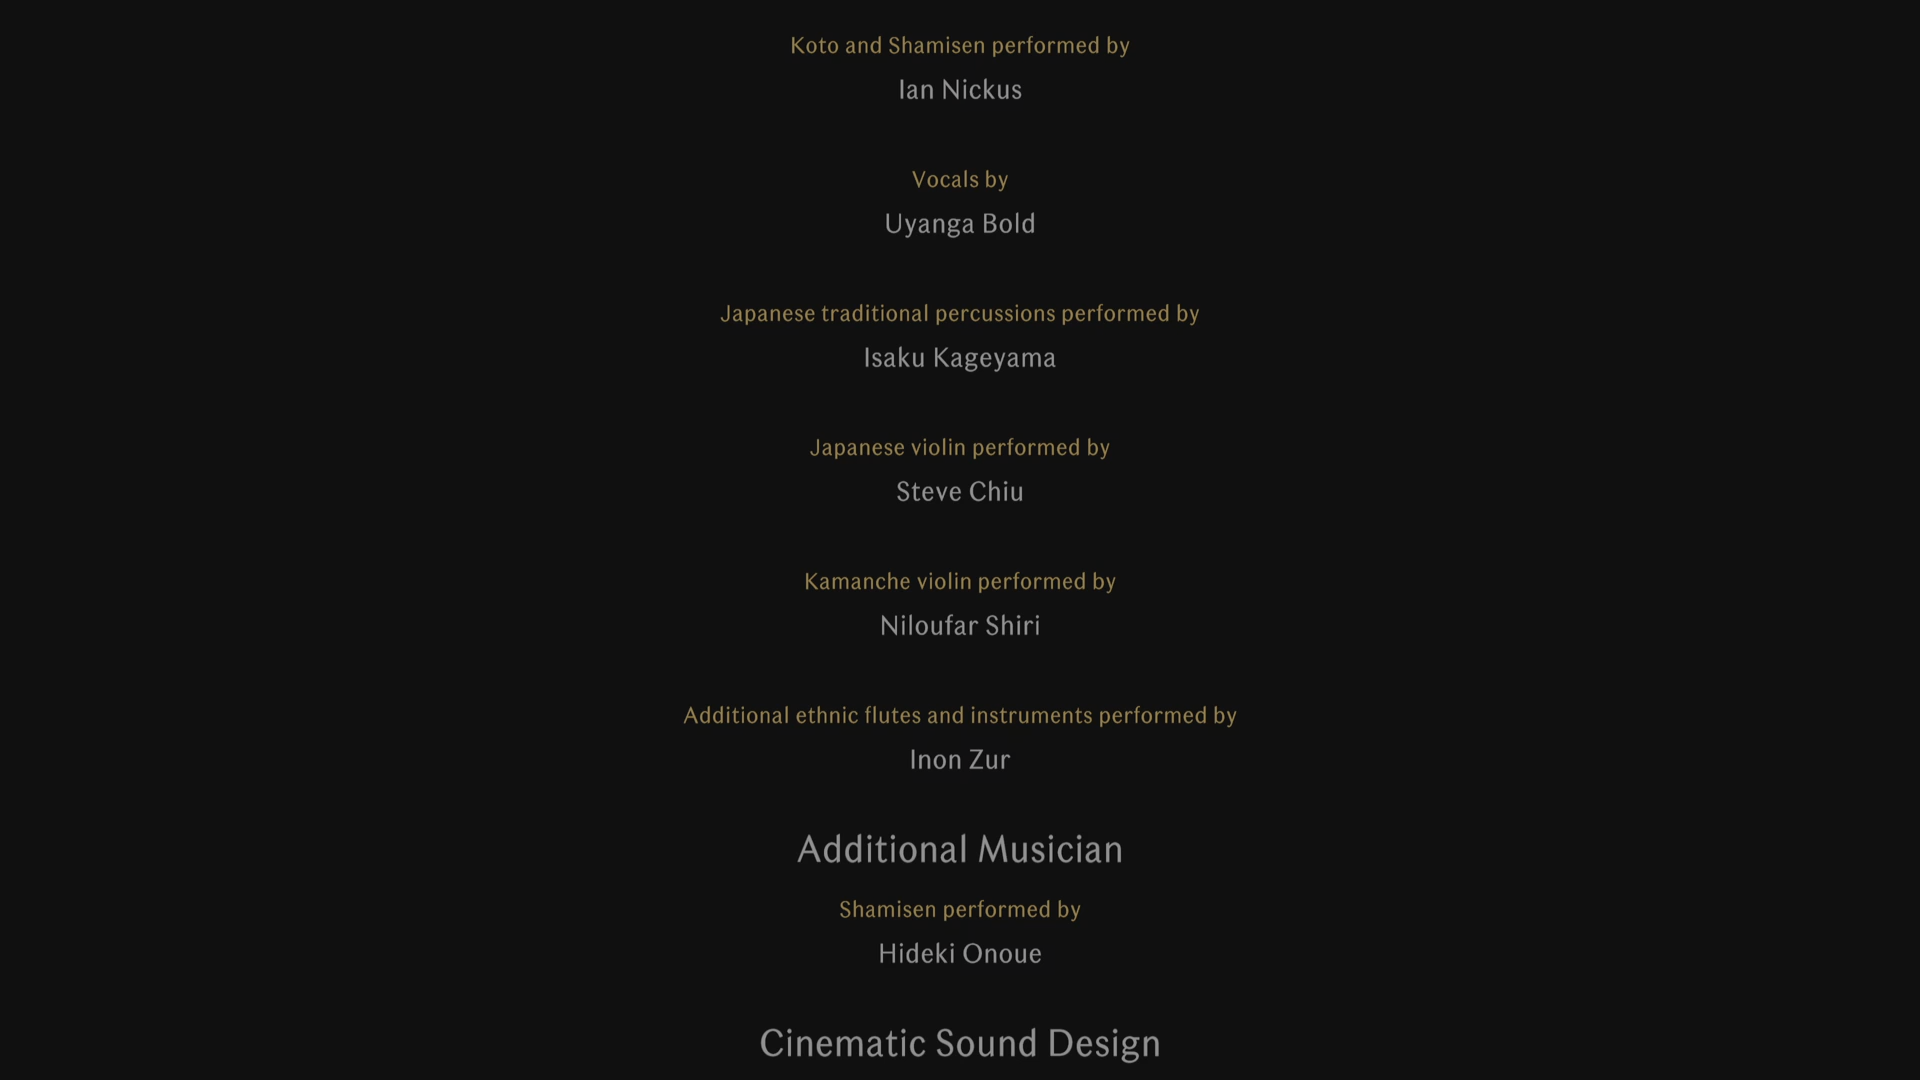 Koto and Shamisen performed by
Ian Nickus
Vocals by
Uyanga Bold
Japanese traditional percussions performed by
Isaku Kageyama
Japanese violin performed by
Steve Chiu
Kamanche violin performed by
Niloufar Shiri
Additional ethnic flutes and instruments performed by
Inon Zur
Additional Musician
Shamisen performed by
Hideki Onoue
Cinematic Sound Design